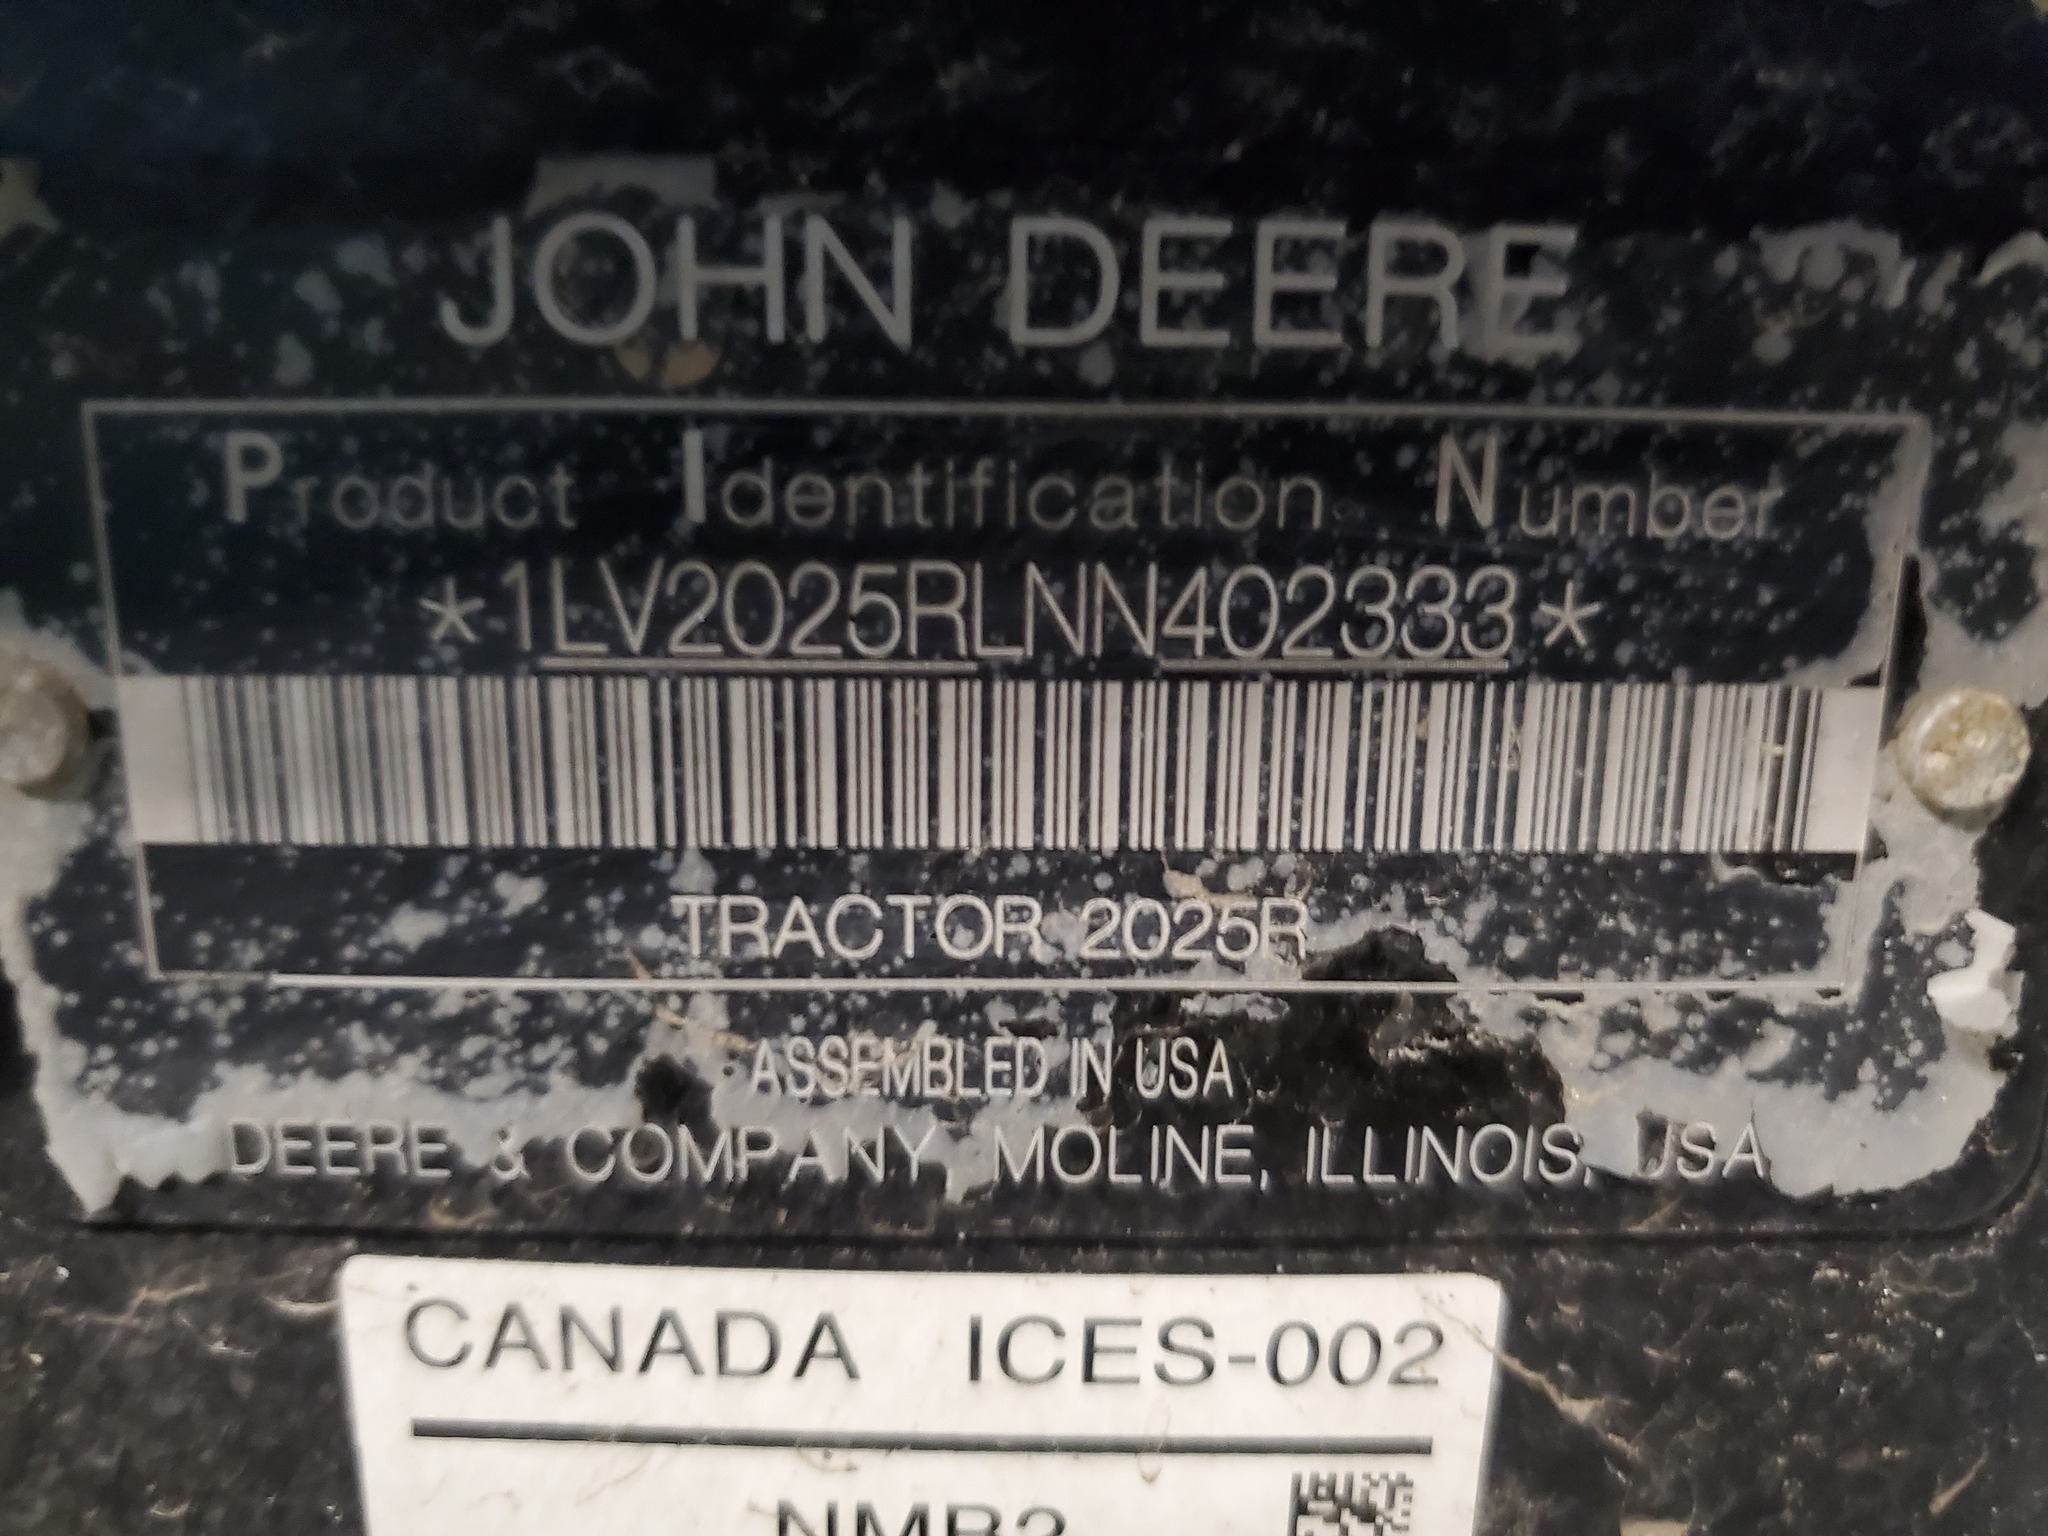 JOHN DEERE
Product Identification Number
*1LV2025RLNN402333*
TRACTOR 2025R
ASSEMBLED IN USA
DEERE & COMPANY, MOLINE, ILLINOIS, USA
CANADA ICES-002
NMB2